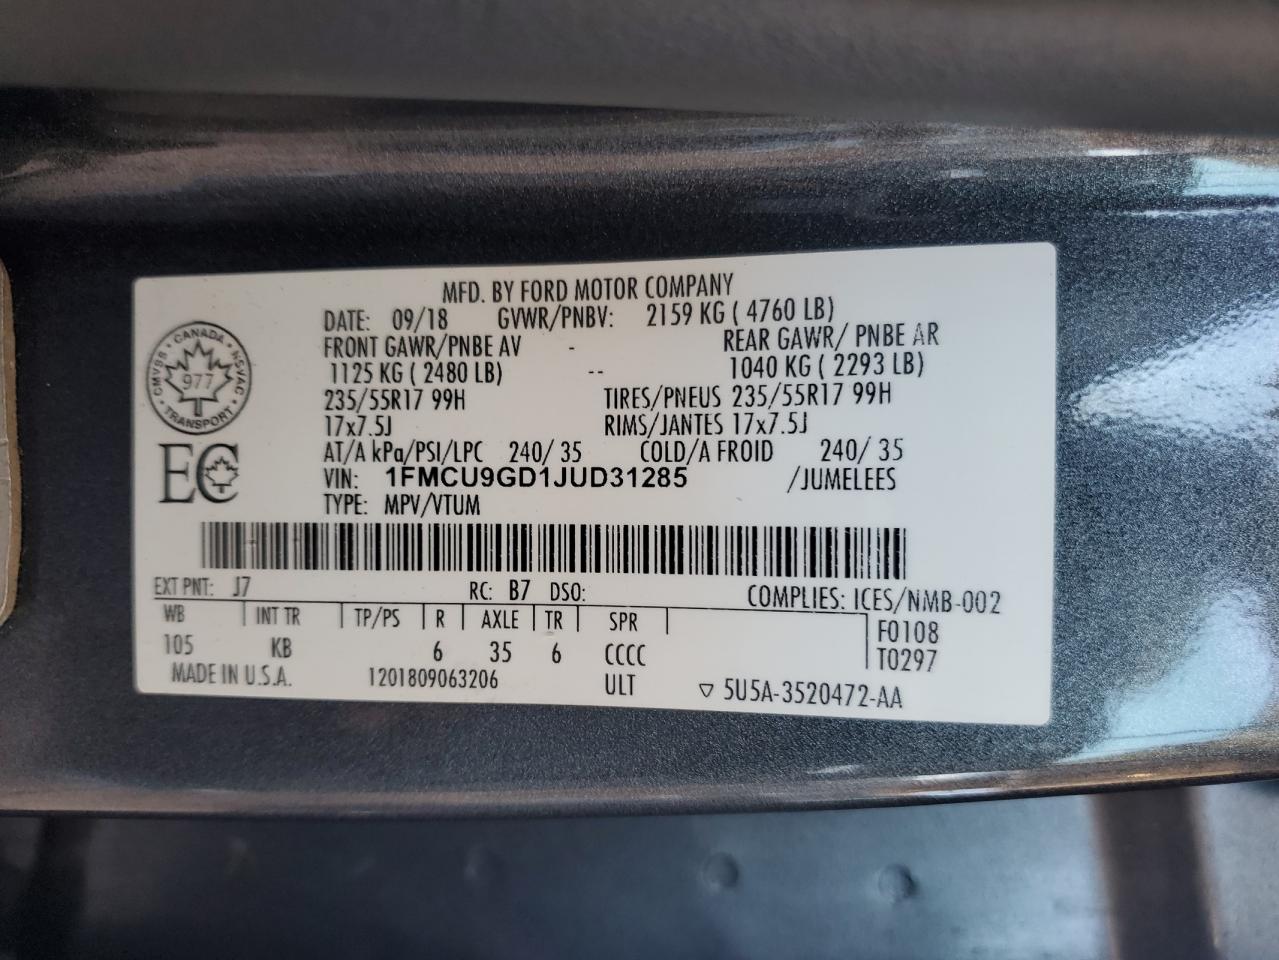 MFD. BY FORD MOTOR COMPANY
DATE: 09/18 GVWR/PNBV: 2159 KG ( 4760 LB)
FRONT GAWR/PNBE AV - REAR GAWR/ PNBE AR
1125 KG ( 2480 LB) -- 1040 KG ( 2293 LB)
235/55R17 99H TIRES/PNEUS 235/55R17 99H
17x7.5J RIMS/JANTES 17x7.5J
AT/A kPa/PSI/LPC 240/ 35 COLD/A FROID 240/ 35
VIN: 1FMCU9GD1JUD31285 /JUMELEES
TYPE: MPV/VTUM
CANADA
CMVSS NSVAC
977
TRANSPORT
EC
EXT PNT: J7 RC: B7 DSO: COMPLIES: ICES/NMB-002
WB INT TR TP/PS R AXLE TR SPR F0108
105 KB 6 35 6 CCCC T0297
MADE IN U.S.A. 1201809063206 ULT ▽ 5U5A-3520472-AA